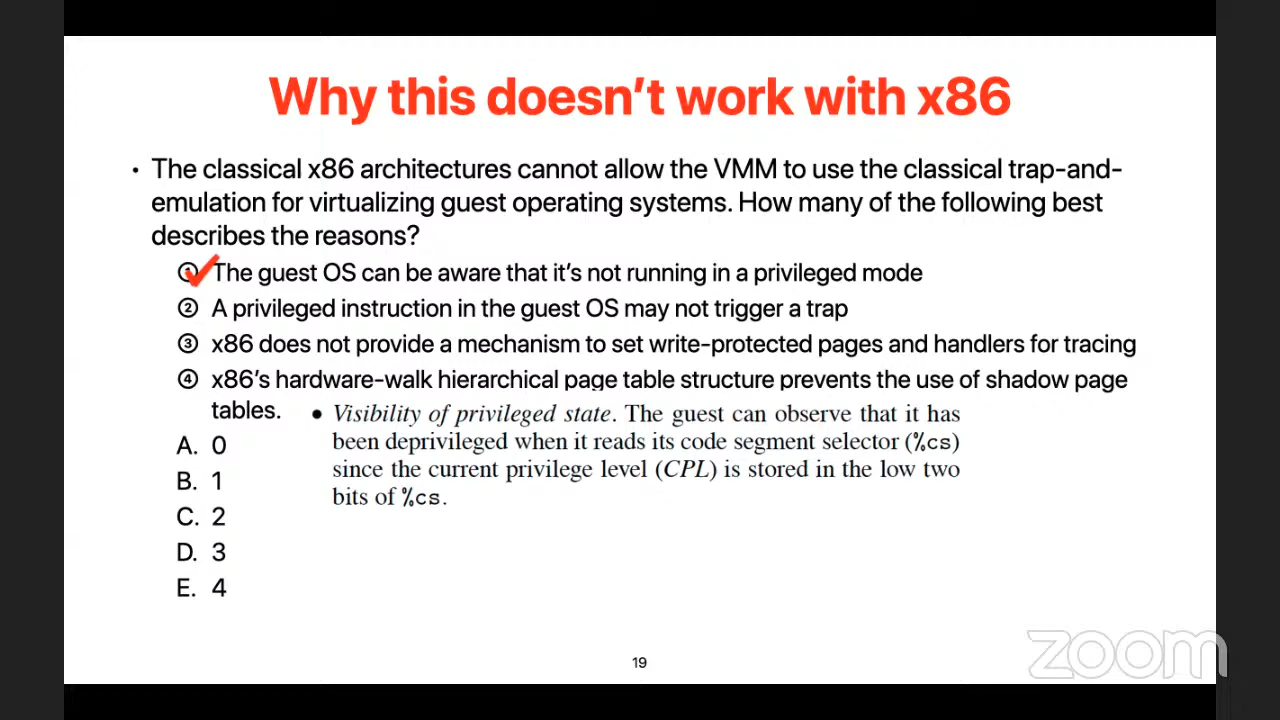 Why this doesn't work with x86
• The classical x86 architectures cannot allow the VMM to use the classical trap-and-
emulation for virtualizing guest operating systems. How many of the following best
describes the reasons?
① The guest OS can be aware that it's not running in a privileged mode
② A privileged instruction in the guest OS may not trigger a trap
③ x86 does not provide a mechanism to set write-protected pages and handlers for tracing
④ x86's hardware-walk hierarchical page table structure prevents the use of shadow page
tables.
• Visibility of privileged state. The guest can observe that it has
been deprivileged when it reads its code segment selector (%cs)
since the current privilege level (CPL) is stored in the low two
bits of %cs.
A. 0
B. 1
C. 2
D. 3
E. 4
19
zoom